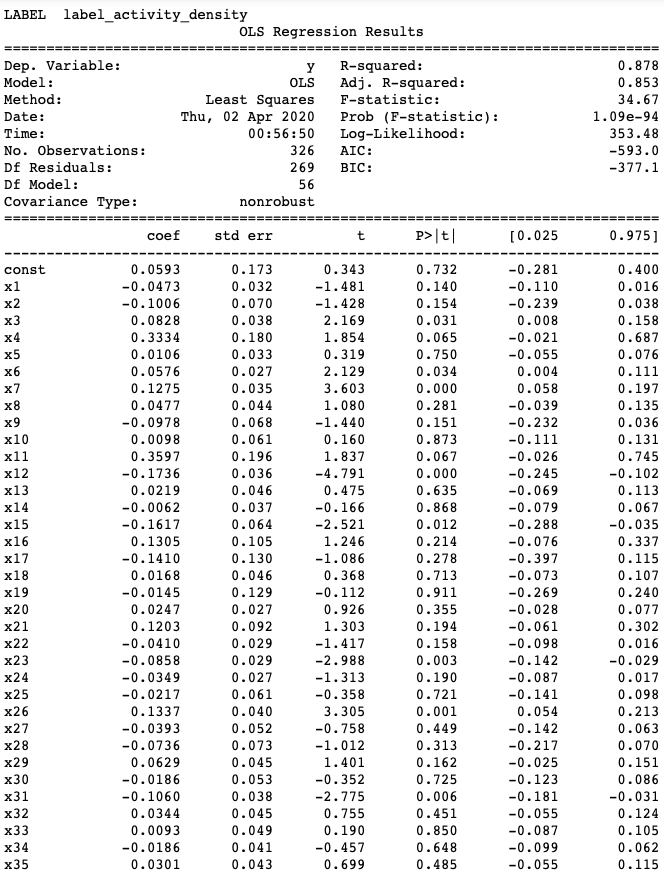 LABEL  label_activity_density
                            OLS Regression Results
==============================================================================
Dep. Variable:                      y   R-squared:                       0.878
Model:                            OLS   Adj. R-squared:                  0.853
Method:                 Least Squares   F-statistic:                     34.67
Date:                Thu, 02 Apr 2020   Prob (F-statistic):           1.09e-94
Time:                        00:56:50   Log-Likelihood:                 353.48
No. Observations:                 326   AIC:                            -593.0
Df Residuals:                     269   BIC:                            -377.1
Df Model:                          56
Covariance Type:            nonrobust
==============================================================================
                 coef    std err          t      P>|t|      [0.025      0.975]
------------------------------------------------------------------------------
const          0.0593      0.173      0.343      0.732      -0.281       0.400
x1            -0.0473      0.032     -1.481      0.140      -0.110       0.016
x2            -0.1006      0.070     -1.428      0.154      -0.239       0.038
x3             0.0828      0.038      2.169      0.031       0.008       0.158
x4             0.3334      0.180      1.854      0.065      -0.021       0.687
x5             0.0106      0.033      0.319      0.750      -0.055       0.076
x6             0.0576      0.027      2.129      0.034       0.004       0.111
x7             0.1275      0.035      3.603      0.000       0.058       0.197
x8             0.0477      0.044      1.080      0.281      -0.039       0.135
x9            -0.0978      0.068     -1.440      0.151      -0.232       0.036
x10            0.0098      0.061      0.160      0.873      -0.111       0.131
x11            0.3597      0.196      1.837      0.067      -0.026       0.745
x12           -0.1736      0.036     -4.791      0.000      -0.245      -0.102
x13            0.0219      0.046      0.475      0.635      -0.069       0.113
x14           -0.0062      0.037     -0.166      0.868      -0.079       0.067
x15           -0.1617      0.064     -2.521      0.012      -0.288      -0.035
x16            0.1305      0.105      1.246      0.214      -0.076       0.337
x17           -0.1410      0.130     -1.086      0.278      -0.397       0.115
x18            0.0168      0.046      0.368      0.713      -0.073       0.107
x19           -0.0145      0.129     -0.112      0.911      -0.269       0.240
x20            0.0247      0.027      0.926      0.355      -0.028       0.077
x21            0.1203      0.092      1.303      0.194      -0.061       0.302
x22           -0.0410      0.029     -1.417      0.158      -0.098       0.016
x23           -0.0858      0.029     -2.988      0.003      -0.142      -0.029
x24           -0.0349      0.027     -1.313      0.190      -0.087       0.017
x25           -0.0217      0.061     -0.358      0.721      -0.141       0.098
x26            0.1337      0.040      3.305      0.001       0.054       0.213
x27           -0.0393      0.052     -0.758      0.449      -0.142       0.063
x28           -0.0736      0.073     -1.012      0.313      -0.217       0.070
x29            0.0629      0.045      1.401      0.162      -0.025       0.151
x30           -0.0186      0.053     -0.352      0.725      -0.123       0.086
x31           -0.1060      0.038     -2.775      0.006      -0.181      -0.031
x32            0.0344      0.045      0.755      0.451      -0.055       0.124
x33            0.0093      0.049      0.190      0.850      -0.087       0.105
x34           -0.0186      0.041     -0.457      0.648      -0.099       0.062
x35            0.0301      0.043      0.699      0.485      -0.055       0.115